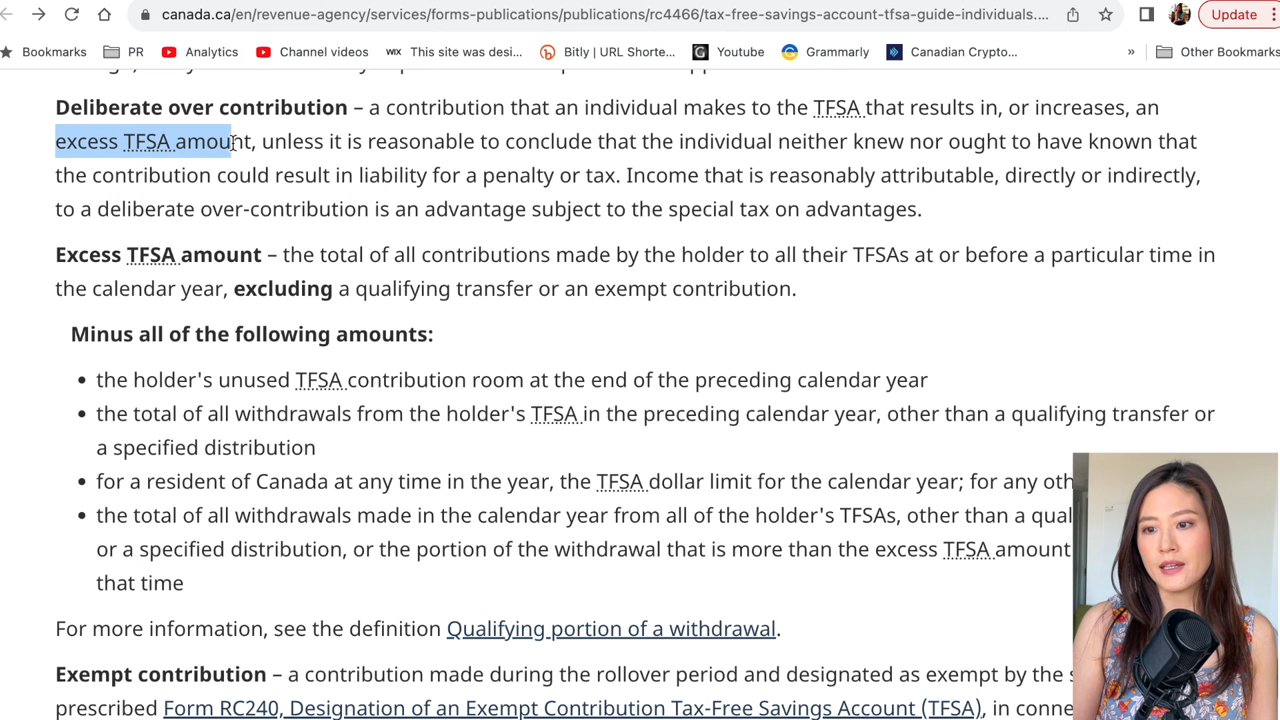 canada.ca/en/revenue-agency/services/forms-publications/publications/rc4466/tax-free-savings-account-tfsa-guide-individuals.... Update
Bookmarks PR Analytics Channel videos WiX This site was desi... Bitly | URL Shorte... G Youtube Grammarly Canadian Crypto... » Other Bookmarks
Deliberate over contribution – a contribution that an individual makes to the TFSA that results in, or increases, an
excess TFSA amount, unless it is reasonable to conclude that the individual neither knew nor ought to have known that
the contribution could result in liability for a penalty or tax. Income that is reasonably attributable, directly or indirectly,
to a deliberate over-contribution is an advantage subject to the special tax on advantages.
Excess TFSA amount – the total of all contributions made by the holder to all their TFSAs at or before a particular time in
the calendar year, excluding a qualifying transfer or an exempt contribution.
Minus all of the following amounts:
• the holder's unused TFSA contribution room at the end of the preceding calendar year
• the total of all withdrawals from the holder's TFSA in the preceding calendar year, other than a qualifying transfer or
a specified distribution
• for a resident of Canada at any time in the year, the TFSA dollar limit for the calendar year; for any oth
• the total of all withdrawals made in the calendar year from all of the holder's TFSAs, other than a qual
or a specified distribution, or the portion of the withdrawal that is more than the excess TFSA amount
that time
For more information, see the definition Qualifying portion of a withdrawal.
Exempt contribution – a contribution made during the rollover period and designated as exempt by the s
prescribed Form RC240, Designation of an Exempt Contribution Tax-Free Savings Account (TFSA), in conne